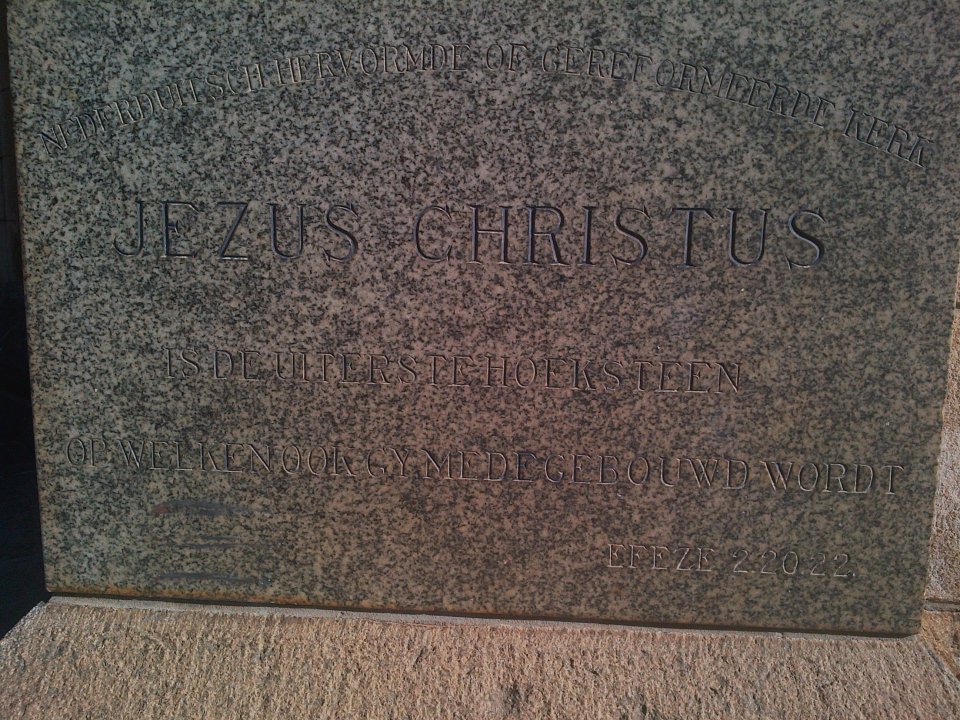 NEDERDUITSCH HERVORMDE OF GEREFORMEERDE KERK
JEZUS CHRISTUS
IS DE UITERSTE HOEKSTEEN
OP WELKEN OOK GY MEDEGEBOUWD WORDT
EFEZE 2.20.22.